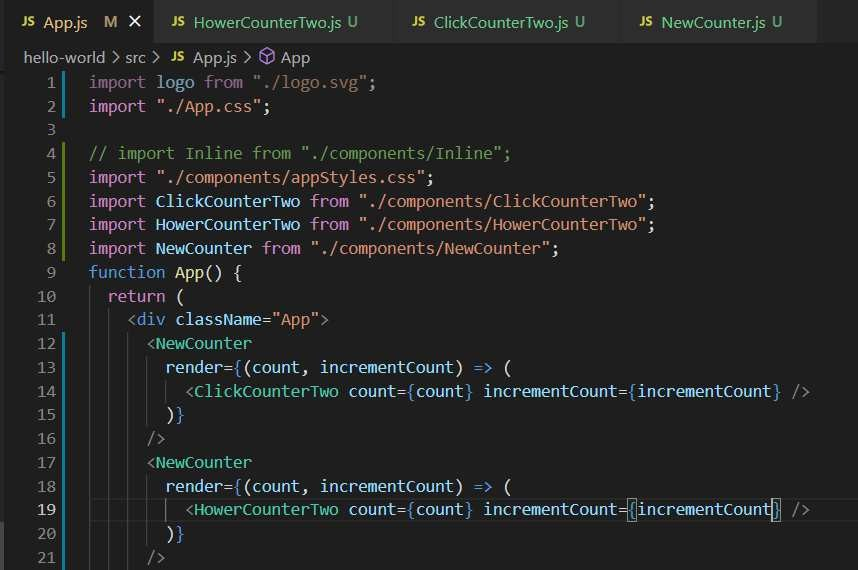 JS App.js M × JS HowerCounterTwo.js U JS ClickCounterTwo.js U JS NewCounter.js U
hello-world > src > JS App.js > App
1 import logo from "./logo.svg";
2 import "./App.css";
3
4 // import Inline from "./components/Inline";
5 import "./components/appStyles.css";
6 import ClickCounterTwo from "./components/ClickCounterTwo";
7 import HowerCounterTwo from "./components/HowerCounterTwo";
8 import NewCounter from "./components/NewCounter";
9 function App() {
10 return (
11 <div className="App">
12 <NewCounter
13 render={(count, incrementCount) => (
14 <ClickCounterTwo count={count} incrementCount={incrementCount} />
15 )}
16 />
17 <NewCounter
18 render={(count, incrementCount) => (
19 <HowerCounterTwo count={count} incrementCount={incrementCount} />
20 )}
21 />